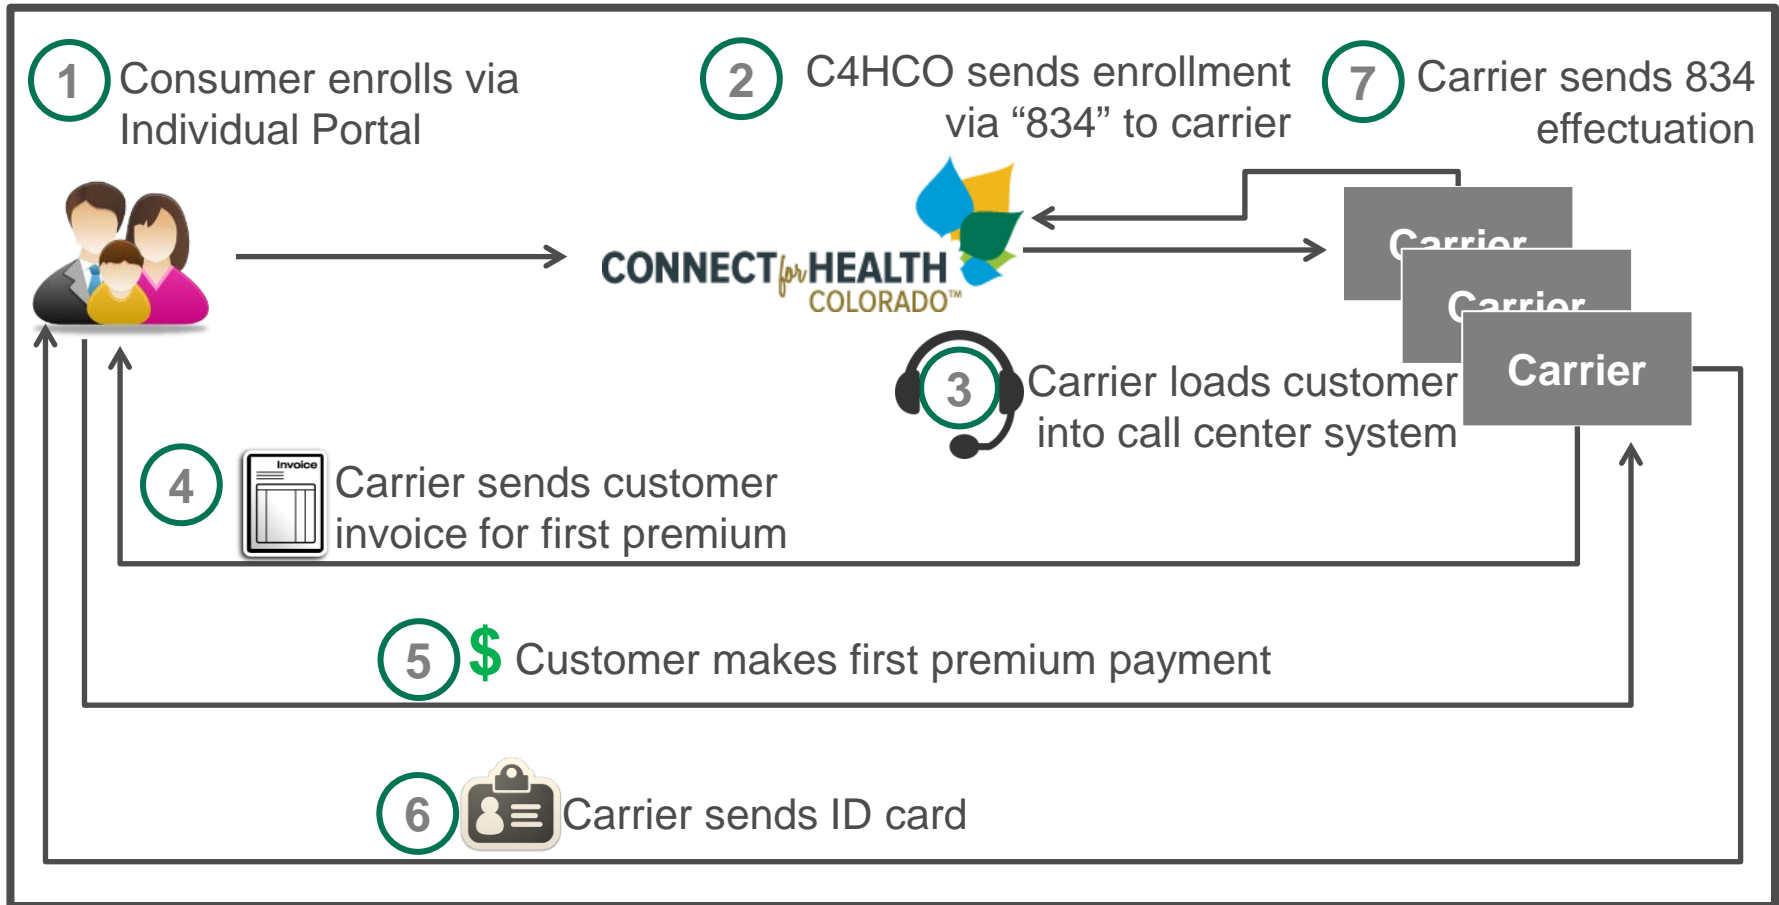 1
Consumer enrolls via
Individual Portal
2
C4HCO sends enrollment
via “834” to carrier
7
Carrier sends 834
effectuation
CONNECT for HEALTH
COLORADO™
Carrier
Carrier
Carrier
3
Carrier loads customer
into call center system
4
Invoice
Carrier sends customer
invoice for first premium
5
$ Customer makes first premium payment
6
Carrier sends ID card